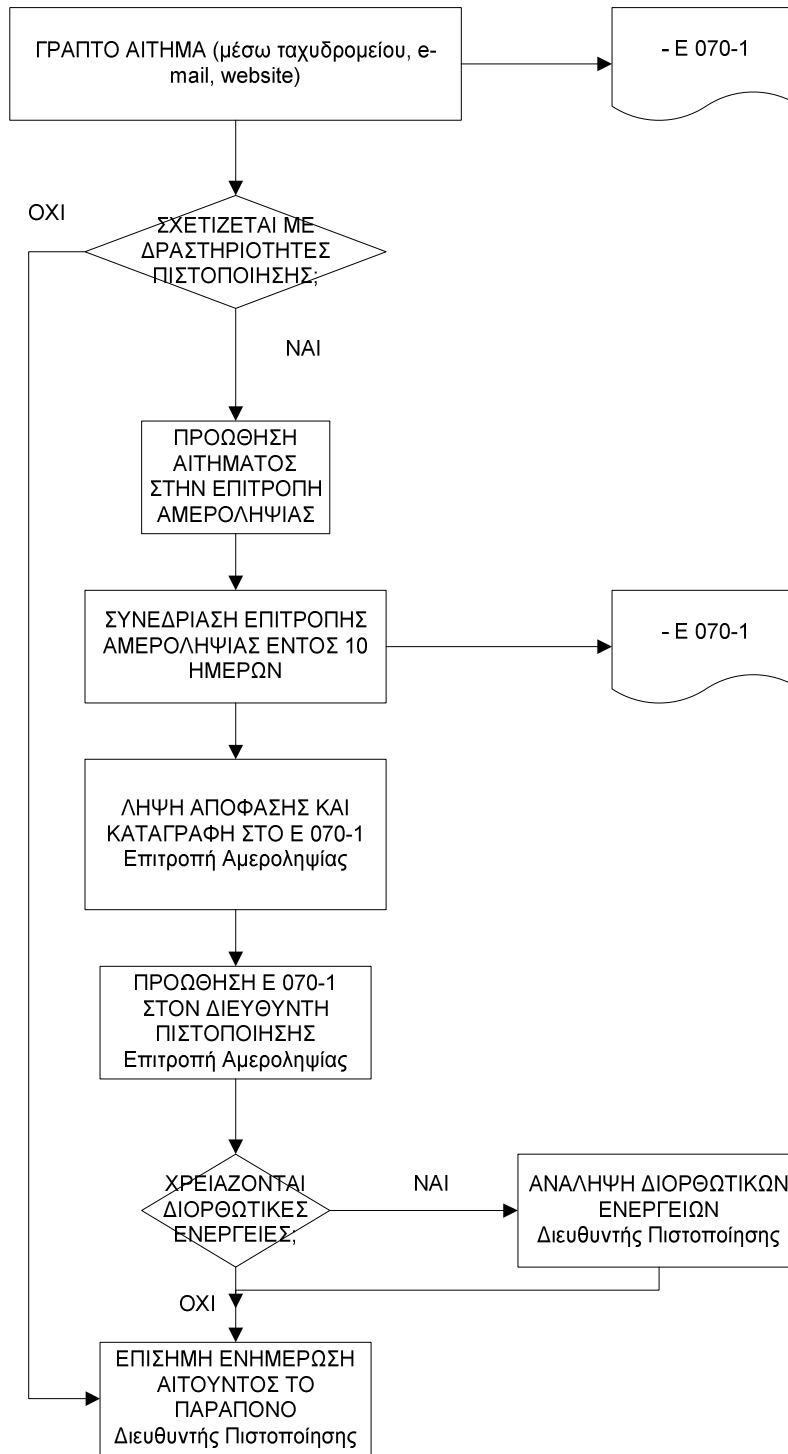 ΓΡΑΠΤΟ ΑΙΤΗΜΑ (μέσω ταχυδρομείου, e-
mail, website)
- Ε 070-1
ΟΧΙ
ΣΧΕΤΙΖΕΤΑΙ ΜΕ
ΔΡΑΣΤΗΡΙΟΤΗΤΕΣ
ΠΙΣΤΟΠΟΙΗΣΗΣ;
ΝΑΙ
ΠΡΟΩΘΗΣΗ
ΑΙΤΗΜΑΤΟΣ
ΣΤΗΝ ΕΠΙΤΡΟΠΗ
ΑΜΕΡΟΛΗΨΙΑΣ
ΣΥΝΕΔΡΙΑΣΗ ΕΠΙΤΡΟΠΗΣ
ΑΜΕΡΟΛΗΨΙΑΣ ΕΝΤΟΣ 10
ΗΜΕΡΩΝ
- Ε 070-1
ΛΗΨΗ ΑΠΟΦΑΣΗΣ ΚΑΙ
ΚΑΤΑΓΡΑΦΗ ΣΤΟ Ε 070-1
Επιτροπή Αμεροληψίας
ΠΡΟΩΘΗΣΗ Ε 070-1
ΣΤΟΝ ΔΙΕΥΘΥΝΤΗ
ΠΙΣΤΟΠΟΙΗΣΗΣ
Επιτροπή Αμεροληψίας
ΧΡΕΙΑΖΟΝΤΑΙ
ΔΙΟΡΘΩΤΙΚΕΣ
ΕΝΕΡΓΕΙΕΣ;
ΝΑΙ
ΑΝΑΛΗΨΗ ΔΙΟΡΘΩΤΙΚΩΝ
ΕΝΕΡΓΕΙΩΝ
Διευθυντής Πιστοποίησης
ΟΧΙ
ΕΠΙΣΗΜΗ ΕΝΗΜΕΡΩΣΗ
ΑΙΤΟΥΝΤΟΣ ΤΟ
ΠΑΡΑΠΟΝΟ
Διευθυντής Πιστοποίησης